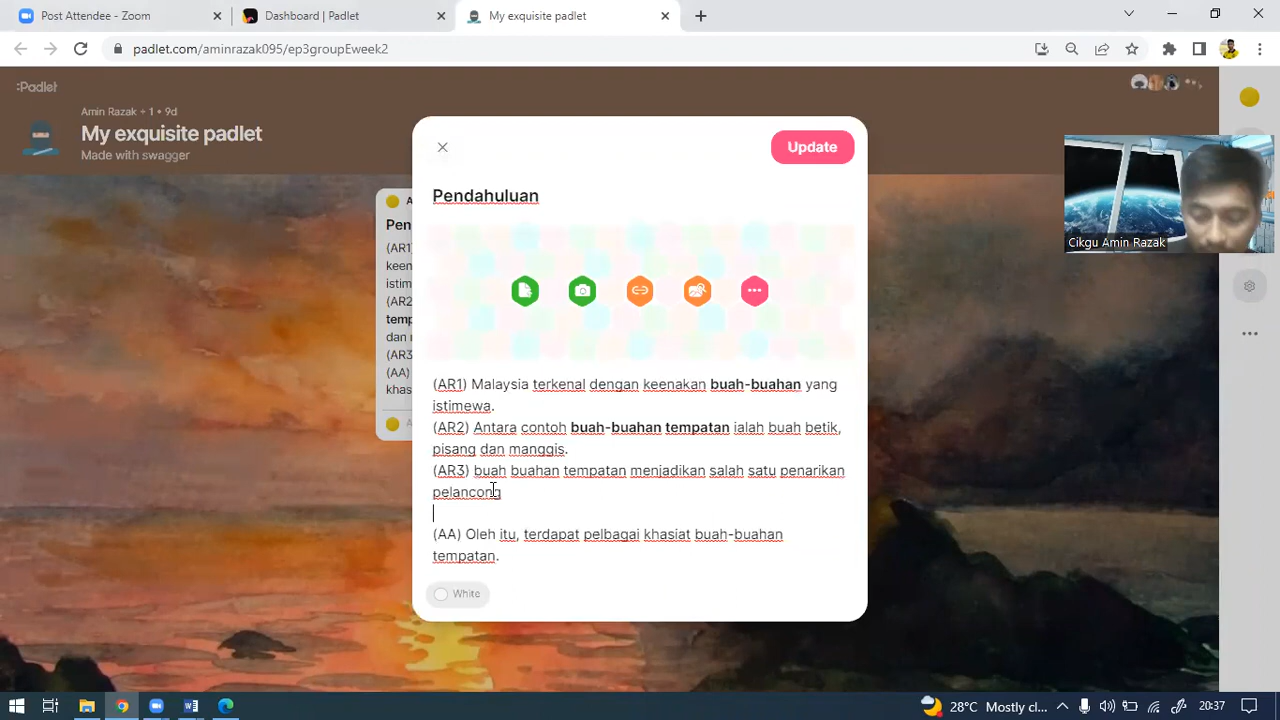 Post Attendee - Zoom
Dashboard | Padlet
My exquisite padlet
padlet.com/aminrazak095/ep3groupEweek2
:Padlet
Amin Razak + 1 • 9d
My exquisite padlet
Made with swagger
Update
Pendahuluan
Cikgu Amin Razak
(AR1) Malaysia terkenal dengan keenakan buah-buahan yang
istimewa.
(AR2) Antara contoh buah-buahan tempatan ialah buah betik,
pisang dan manggis.
(AR3) buah buahan tempatan menjadikan salah satu penarikan
pelancong
(AA) Oleh itu, terdapat pelbagai khasiat buah-buahan
tempatan.
White
28°C Mostly cl...
20:37